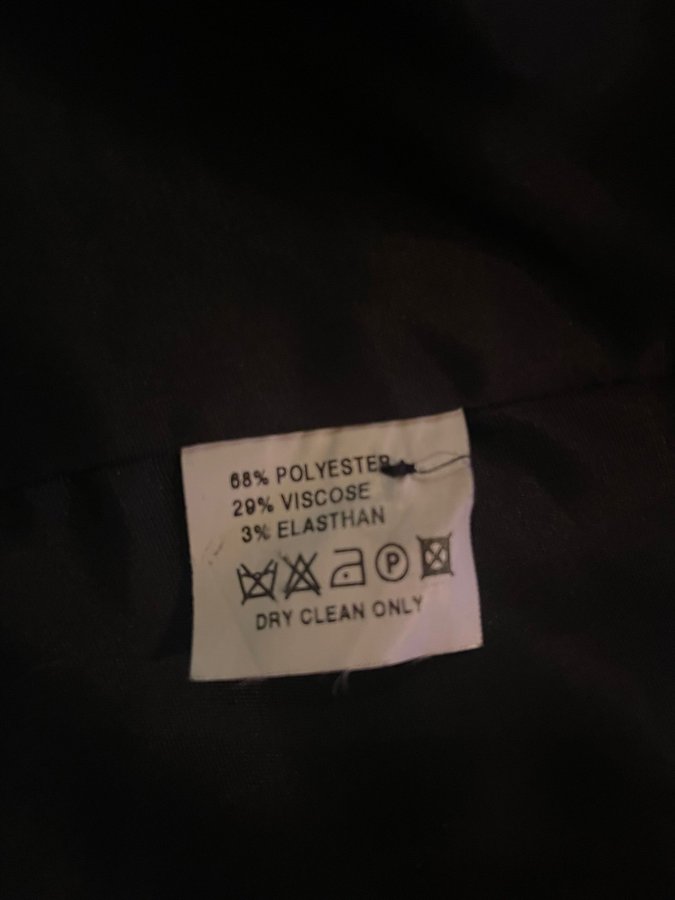 68% POLYESTER
29% VISCOSE
3% ELASTHAN
P
DRY CLEAN ONLY